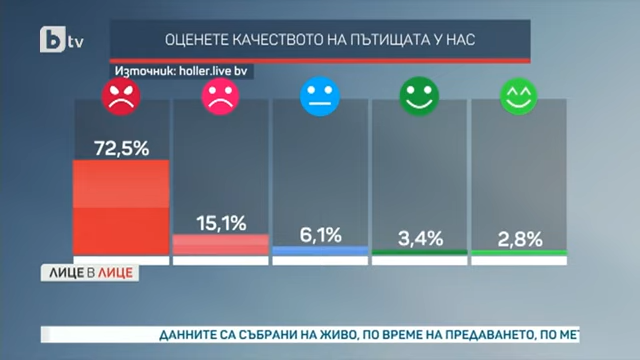 btv
ОЦЕНЕТЕ КАЧЕСТВОТО НА ПЪТИЩАТА У НАС
Източник: holler.live bv
72,5%
15,1%
6,1%
3,4%
2,8%
ЛИЦЕ В ЛИЦЕ
ДАННИТЕ СА СЪБРАНИ НА ЖИВО, ПО ВРЕМЕ НА ПРЕДАВАНЕТО, ПО МЕТ